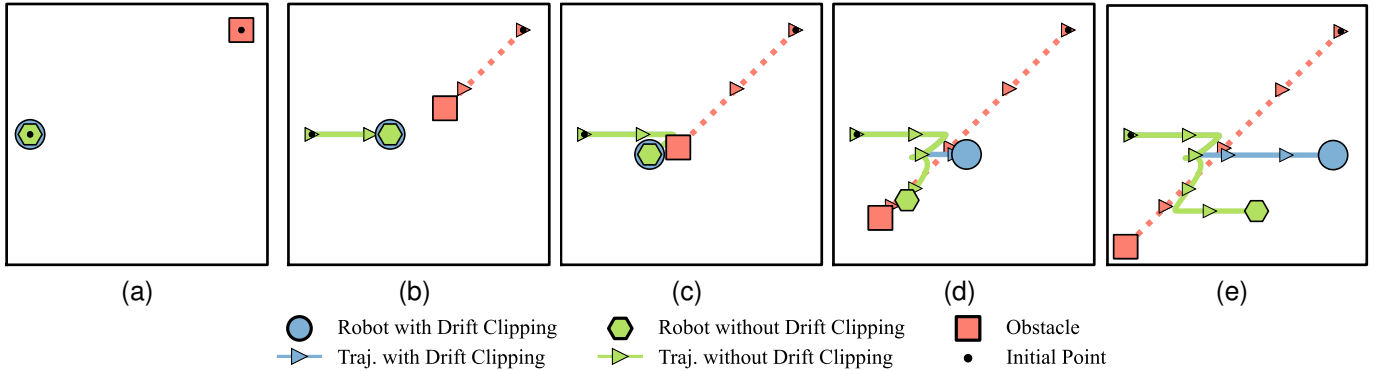 (a) (b) (c) (d) (e)
Robot with Drift Clipping Robot without Drift Clipping Obstacle
Traj. with Drift Clipping Traj. without Drift Clipping Initial Point